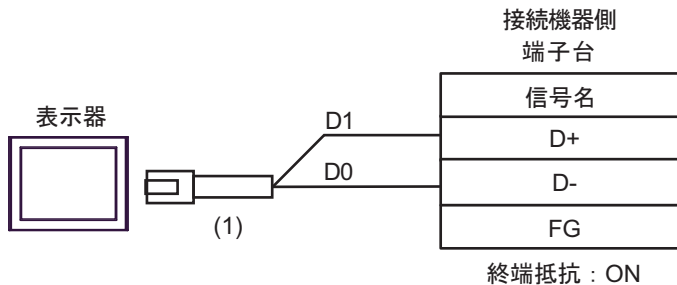 接続機器側
端子台
信号名
表示器
D1
D+
D0
D-
(1)
FG
終端抵抗：ON